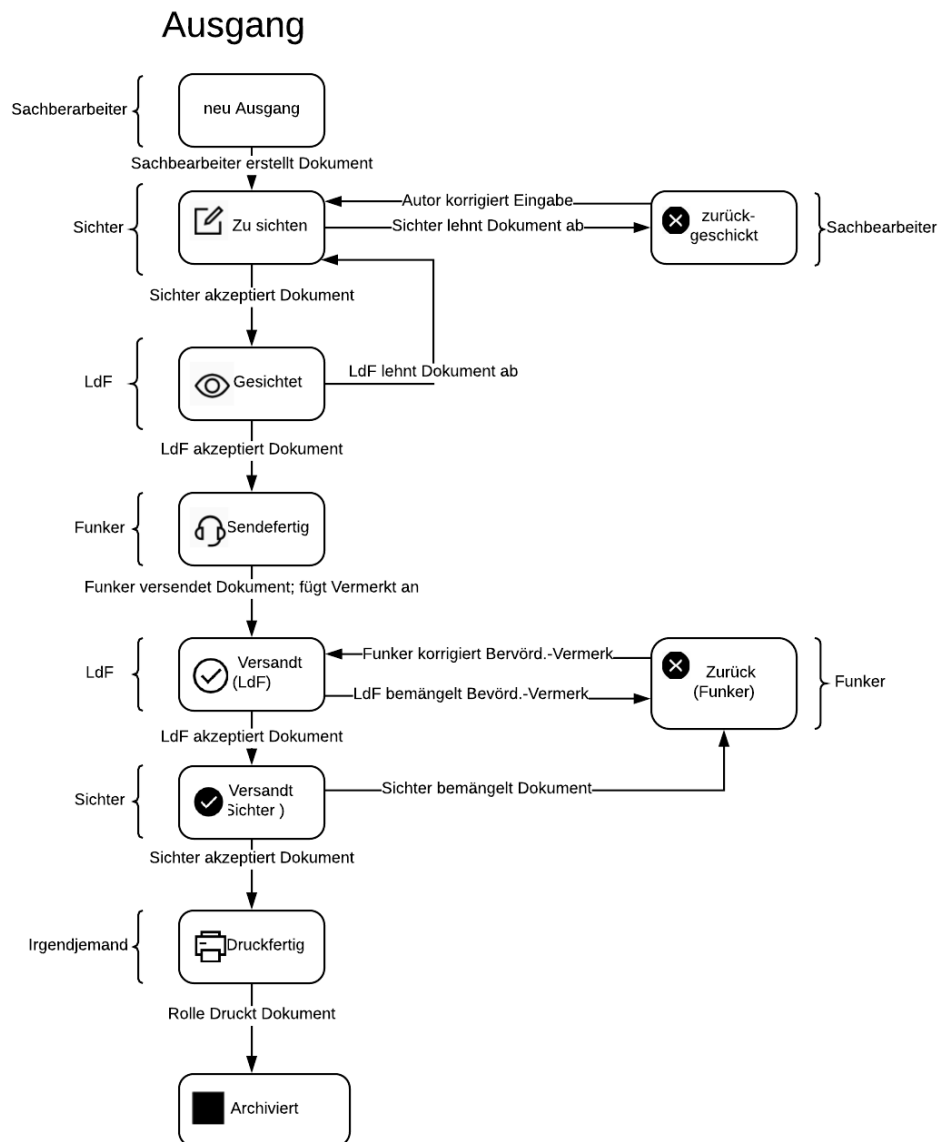 Ausgang
Sachberarbeiter
neu Ausgang
Sachbearbeiter erstellt Dokument
Autor korrigiert Eingabe
Sichter
Zu sichten
Sichter lehnt Dokument ab
zurück-
geschickt
Sachbearbeiter
Sichter akzeptiert Dokument
LdF
Gesichtet
LdF lehnt Dokument ab
LdF akzeptiert Dokument
Funker
Sendefertig
Funker versendet Dokument; fügt Vermerkt an
LdF
Versandt
(LdF)
Funker korrigiert Bervörd.-Vermerk
LdF bemängelt Bevörd.-Vermerk
Zurück
(Funker)
Funker
LdF akzeptiert Dokument
Sichter
Versandt
Sichter )
Sichter bemängelt Dokument
Sichter akzeptiert Dokument
Irgendjemand
Druckfertig
Rolle Druckt Dokument
Archiviert